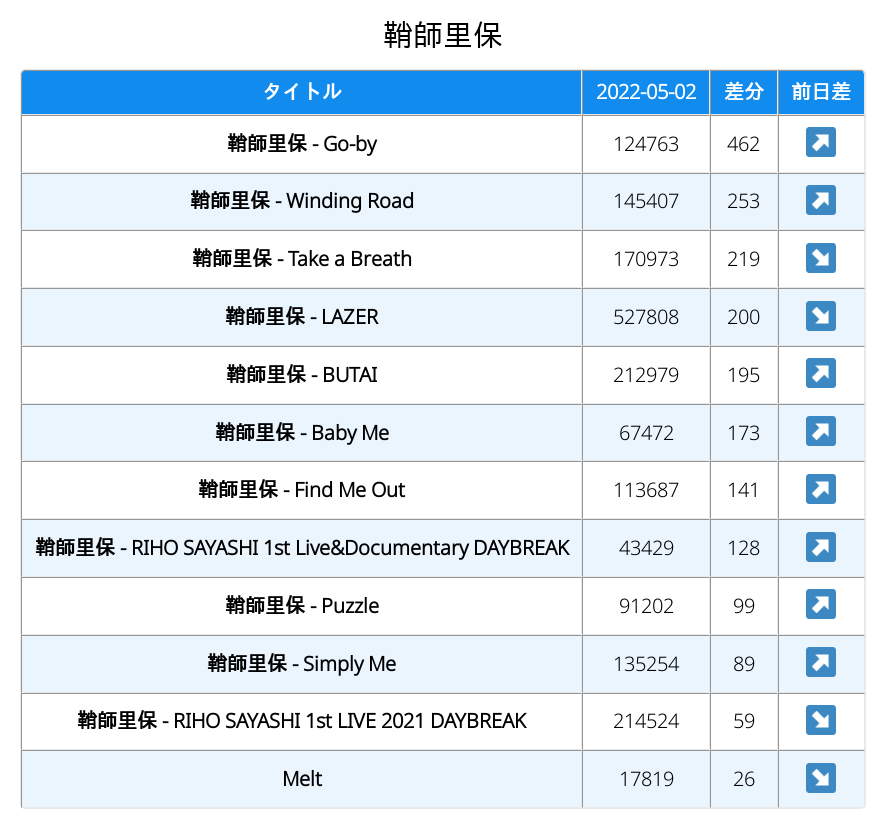 鞘師里保
タイトル 2022-05-02 差分 前日差
鞘師里保 - Go-by 124763 462 ↗
鞘師里保 - Winding Road 145407 253 ↗
鞘師里保 - Take a Breath 170973 219 ↘
鞘師里保 - LAZER 527808 200 ↘
鞘師里保 - BUTAI 212979 195 ↗
鞘師里保 - Baby Me 67472 173 ↗
鞘師里保 - Find Me Out 113687 141 ↗
鞘師里保 - RIHO SAYASHI 1st Live&Documentary DAYBREAK 43429 128 ↗
鞘師里保 - Puzzle 91202 99 ↗
鞘師里保 - Simply Me 135254 89 ↗
鞘師里保 - RIHO SAYASHI 1st LIVE 2021 DAYBREAK 214524 59 ↘
Melt 17819 26 ↘